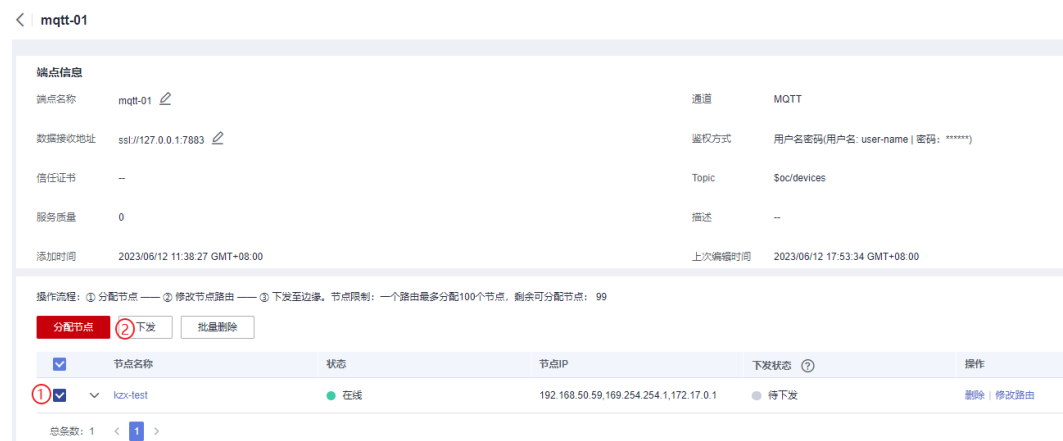 mqtt-01
端点信息
端点名称 mqtt-01 通道 MQTT
数据接收地址 ssl://127.0.0.1:7883 鉴权方式 用户名密码(用户名: user-name | 密码: ******)
信任证书 -- Topic $oc/devices
服务质量 0 描述 --
添加时间 2023/06/12 11:38:27 GMT+08:00 上次编辑时间 2023/06/12 17:53:34 GMT+08:00
操作流程：① 分配节点 —— ② 修改节点路由 —— ③ 下发至边缘。节点限制：一个路由最多分配100个节点，剩余可分配节点： 99
分配节点 ② 下发 批量删除
节点名称 状态 节点IP 下发状态 ? 操作
① kzx-test 在线 192.168.50.59,169.254.254.1,172.17.0.1 待下发 删除 | 修改路由
总条数: 1 < 1 >